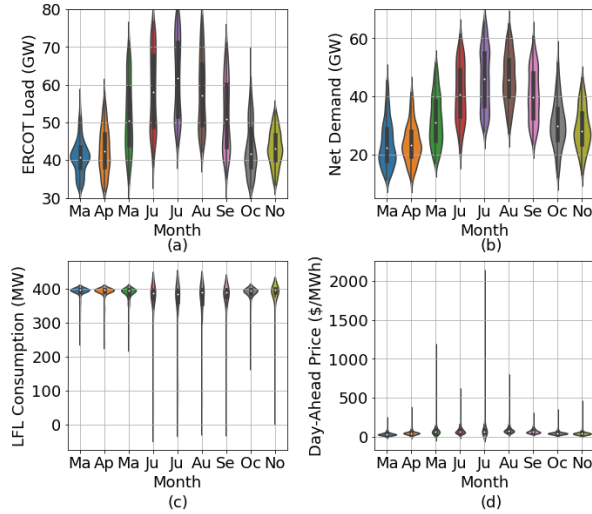 80
70
60
50
40
30
ERCOT Load (GW)
Ma Ap Ma Ju Ju Au Se Oc No
Month
(a)
60
40
20
Net Demand (GW)
Ma Ap Ma Ju Ju Au Se Oc No
Month
(b)
400
300
200
100
0
LFL Consumption (MW)
Ma Ap Ma Ju Ju Au Se Oc No
Month
(c)
2000
1500
1000
500
0
Day-Ahead Price ($/MWh)
Ma Ap Ma Ju Ju Au Se Oc No
Month
(d)